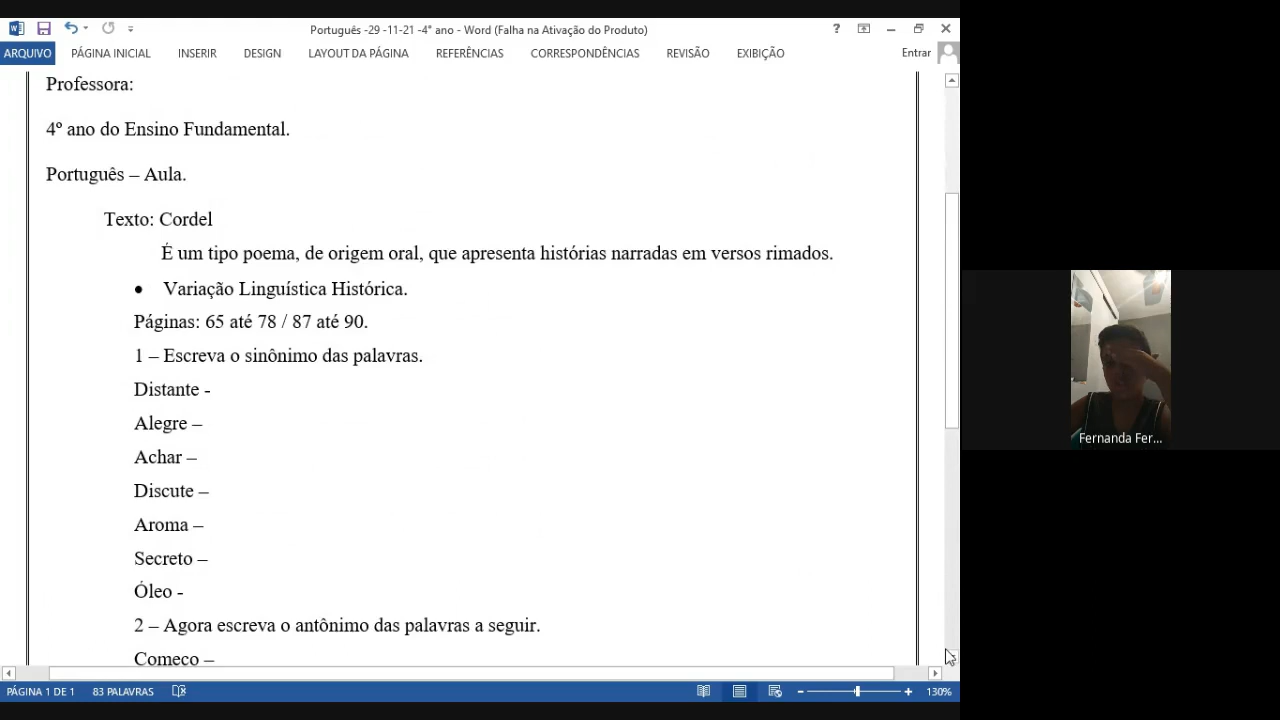 Português -29 -11-21 -4° ano - Word (Falha na Ativação do Produto)
?
ARQUIVO PÁGINA INICIAL INSERIR DESIGN LAYOUT DA PÁGINA REFERÊNCIAS CORRESPONDÊNCIAS REVISÃO EXIBIÇÃO Entrar
Professora:
4º ano do Ensino Fundamental.
Português – Aula.
Texto: Cordel
É um tipo poema, de origem oral, que apresenta histórias narradas em versos rimados.
• Variação Linguística Histórica.
Páginas: 65 até 78 / 87 até 90.
1 – Escreva o sinônimo das palavras.
Distante -
Alegre –
Achar –
Discute –
Aroma –
Secreto –
Óleo -
2 – Agora escreva o antônimo das palavras a seguir.
Começo –
PÁGINA 1 DE 1 83 PALAVRAS 130%
Fernanda Fer...